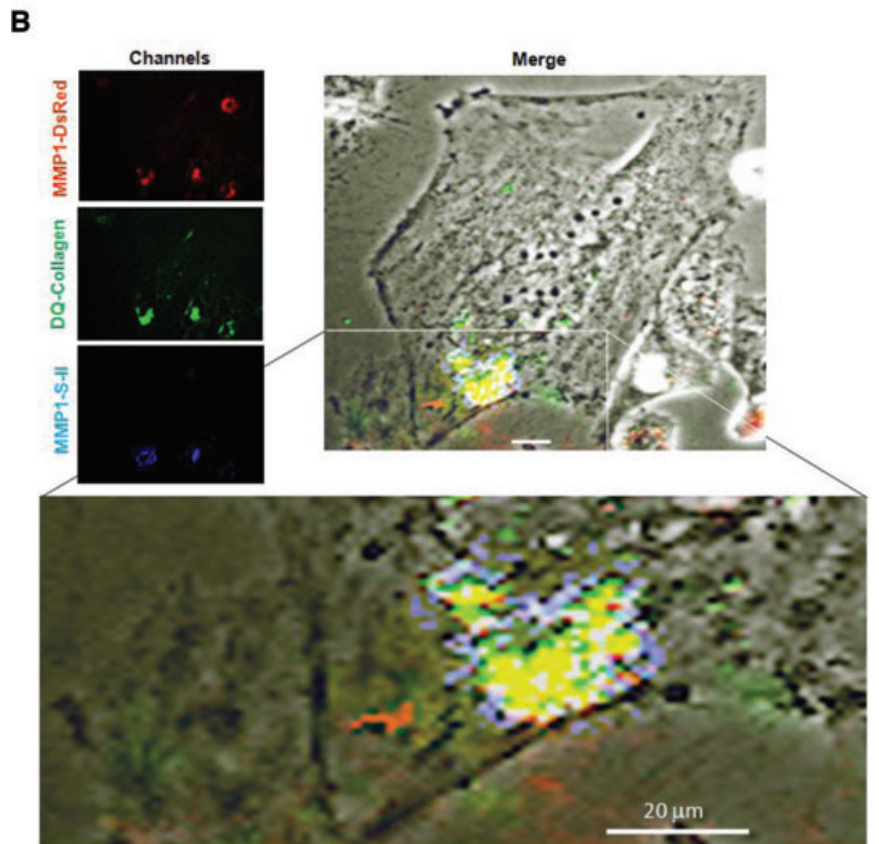 B
Channels
Merge
MMP1-DsRed
DQ-Collagen
MMP1-S-II
20 µm